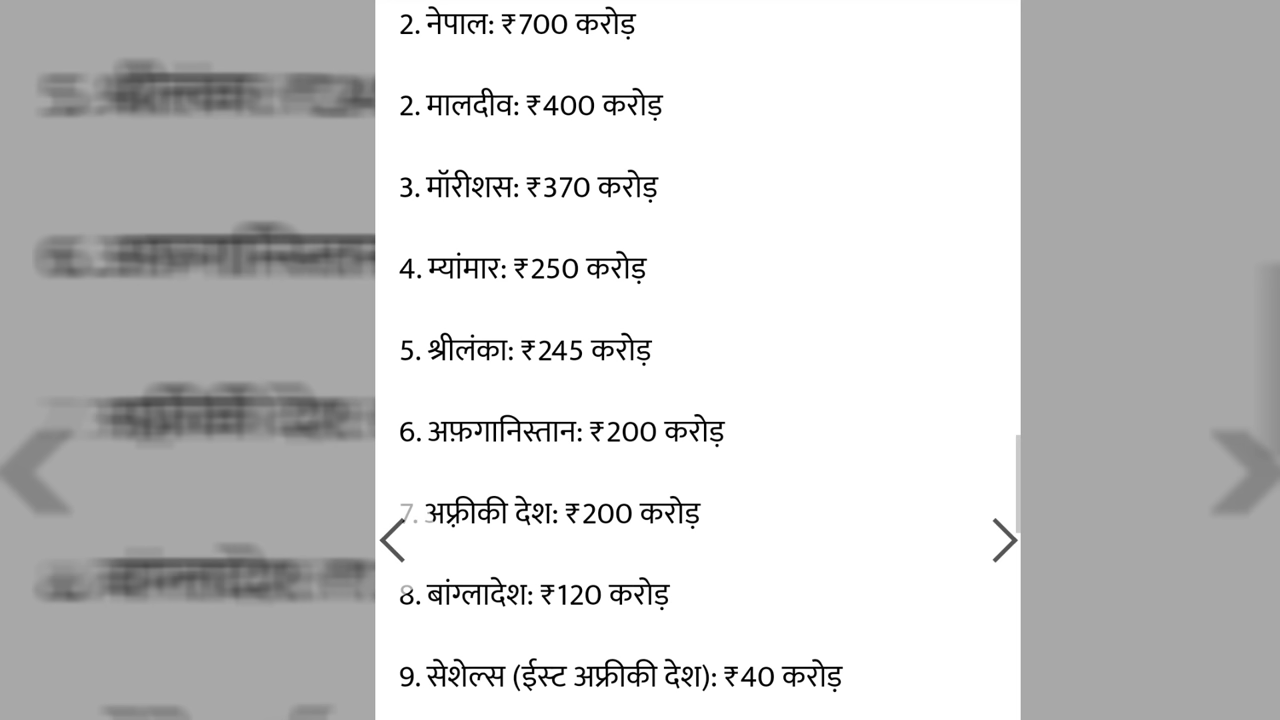 2. नेपाल: ₹700 करोड़
2. मालदीव: ₹400 करोड़
3. मॉरीशस: ₹370 करोड़
4. म्यांमार: ₹250 करोड़
5. श्रीलंका: ₹245 करोड़
6. अफ़गानिस्तान: ₹200 करोड़
7. अफ़्रीकी देश: ₹200 करोड़
8. बांग्लादेश: ₹120 करोड़
9. सेशेल्स (ईस्ट अफ्रीकी देश): ₹40 करोड़